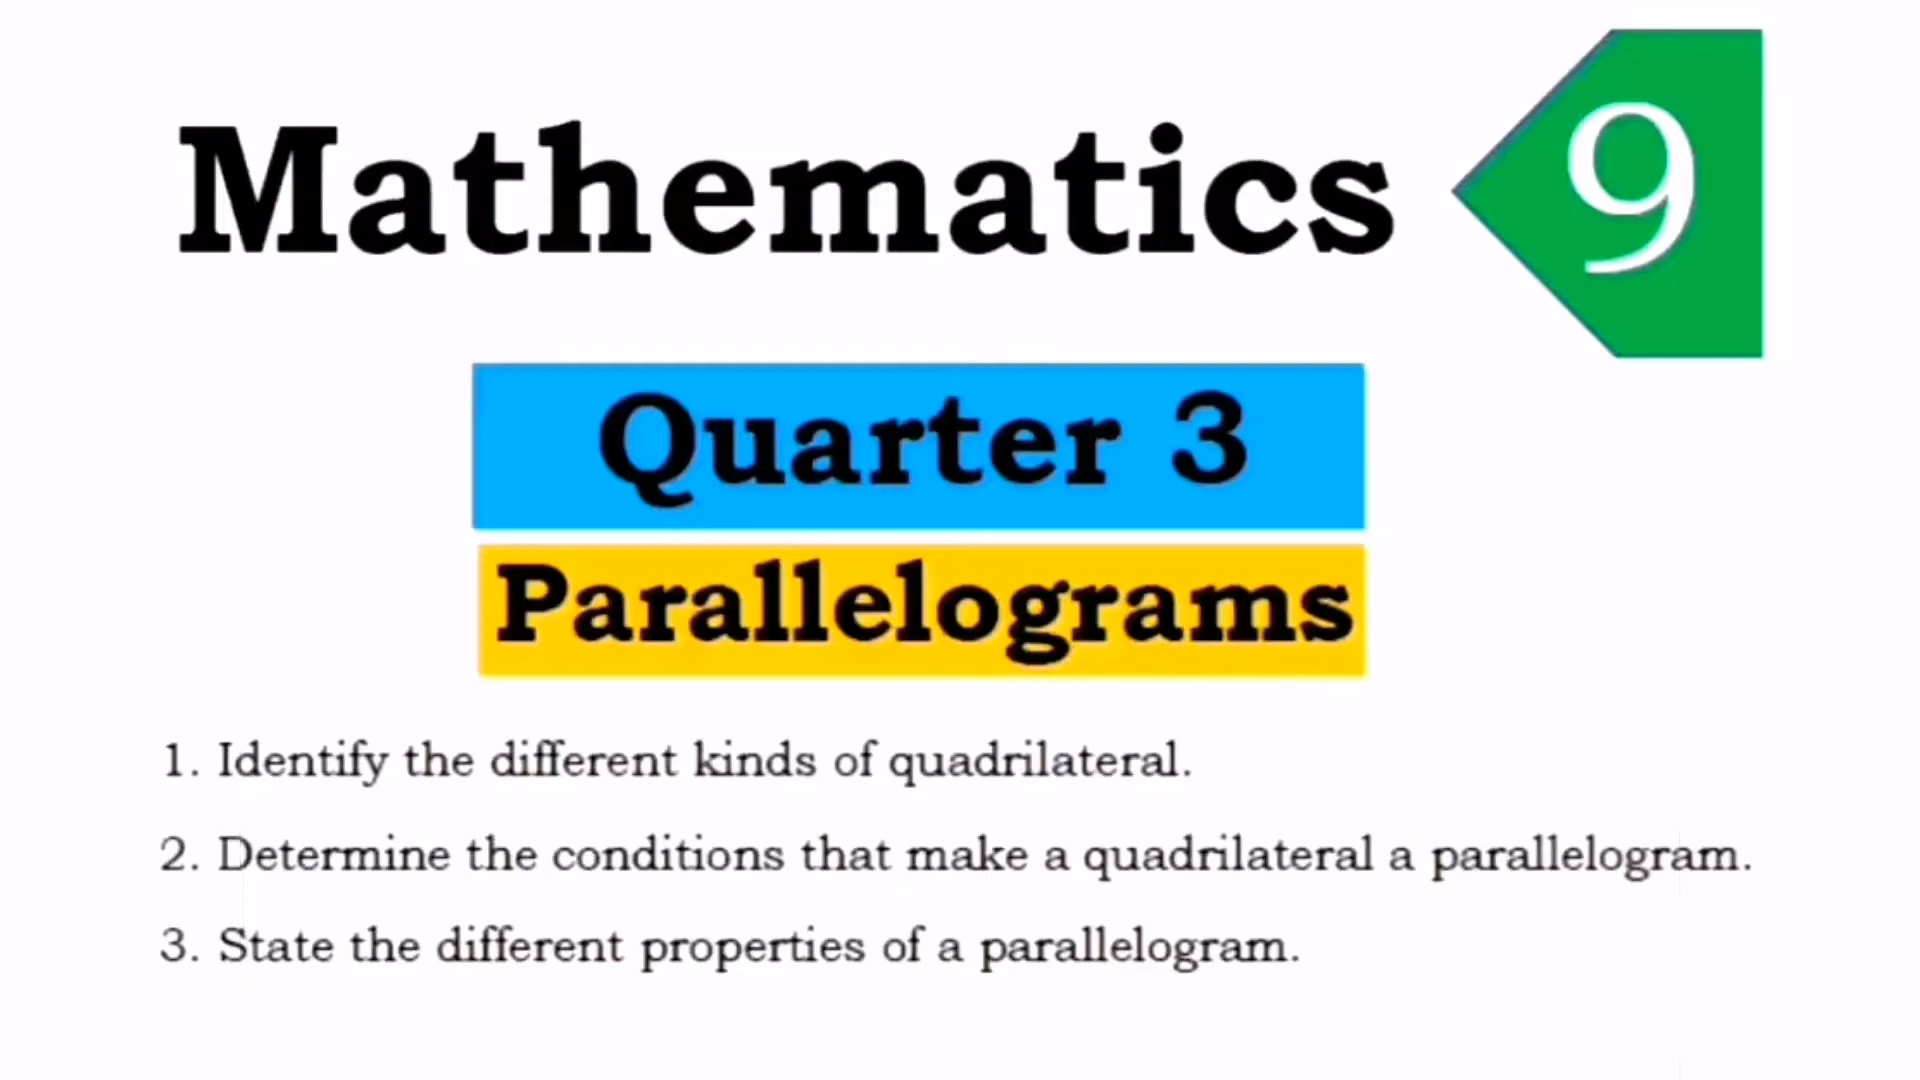 Mathematics 9
Quarter 3
Parallelograms
1. Identify the different kinds of quadrilateral.
2. Determine the conditions that make a quadrilateral a parallelogram.
3. State the different properties of a parallelogram.